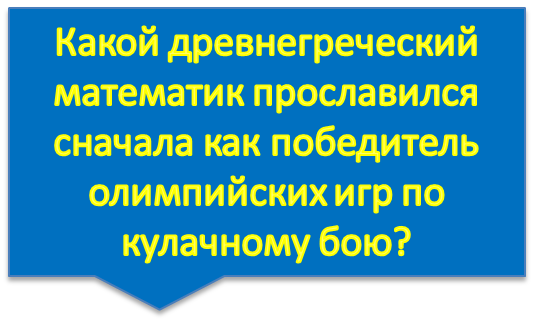 Какой древнегреческий
математик прославился
сначала как победитель
олимпийских игр по
кулачному бою?